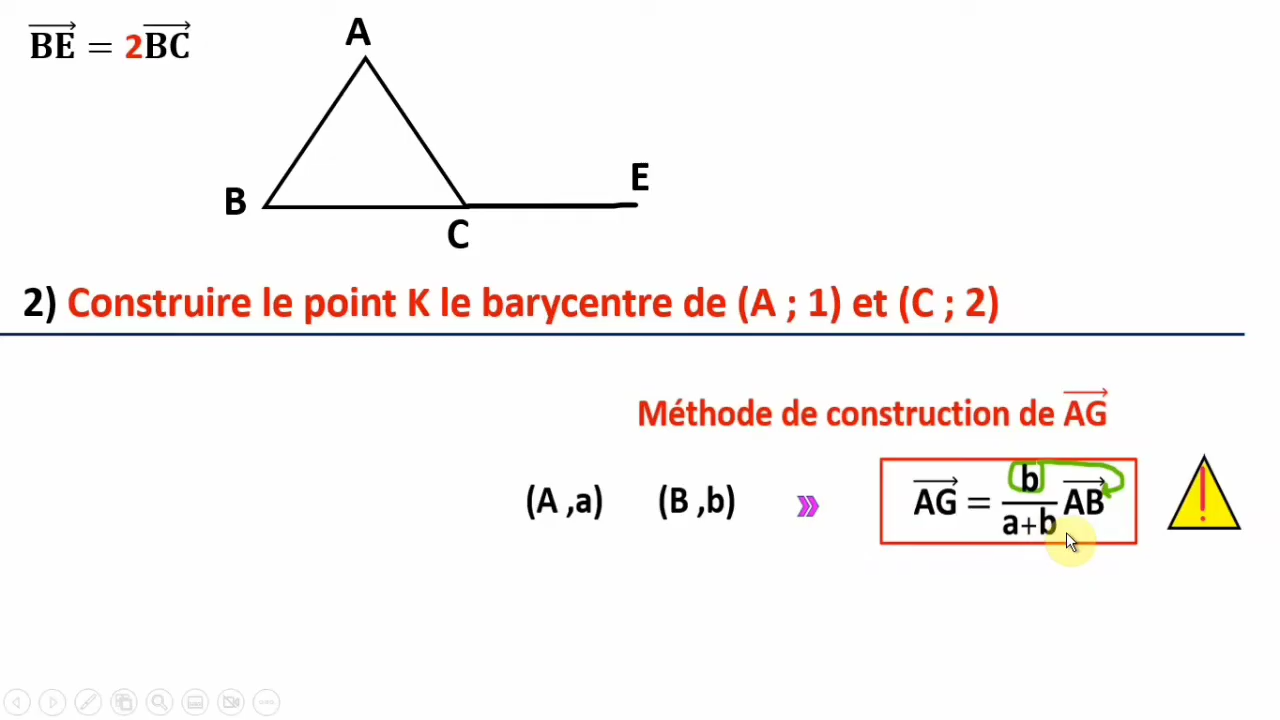 BE = 2BC
A
B
E
C
2) Construire le point K le barycentre de (A ; 1) et (C ; 2)
Méthode de construction de AG
(A ,a) (B ,b) » AG = b/a+b AB !